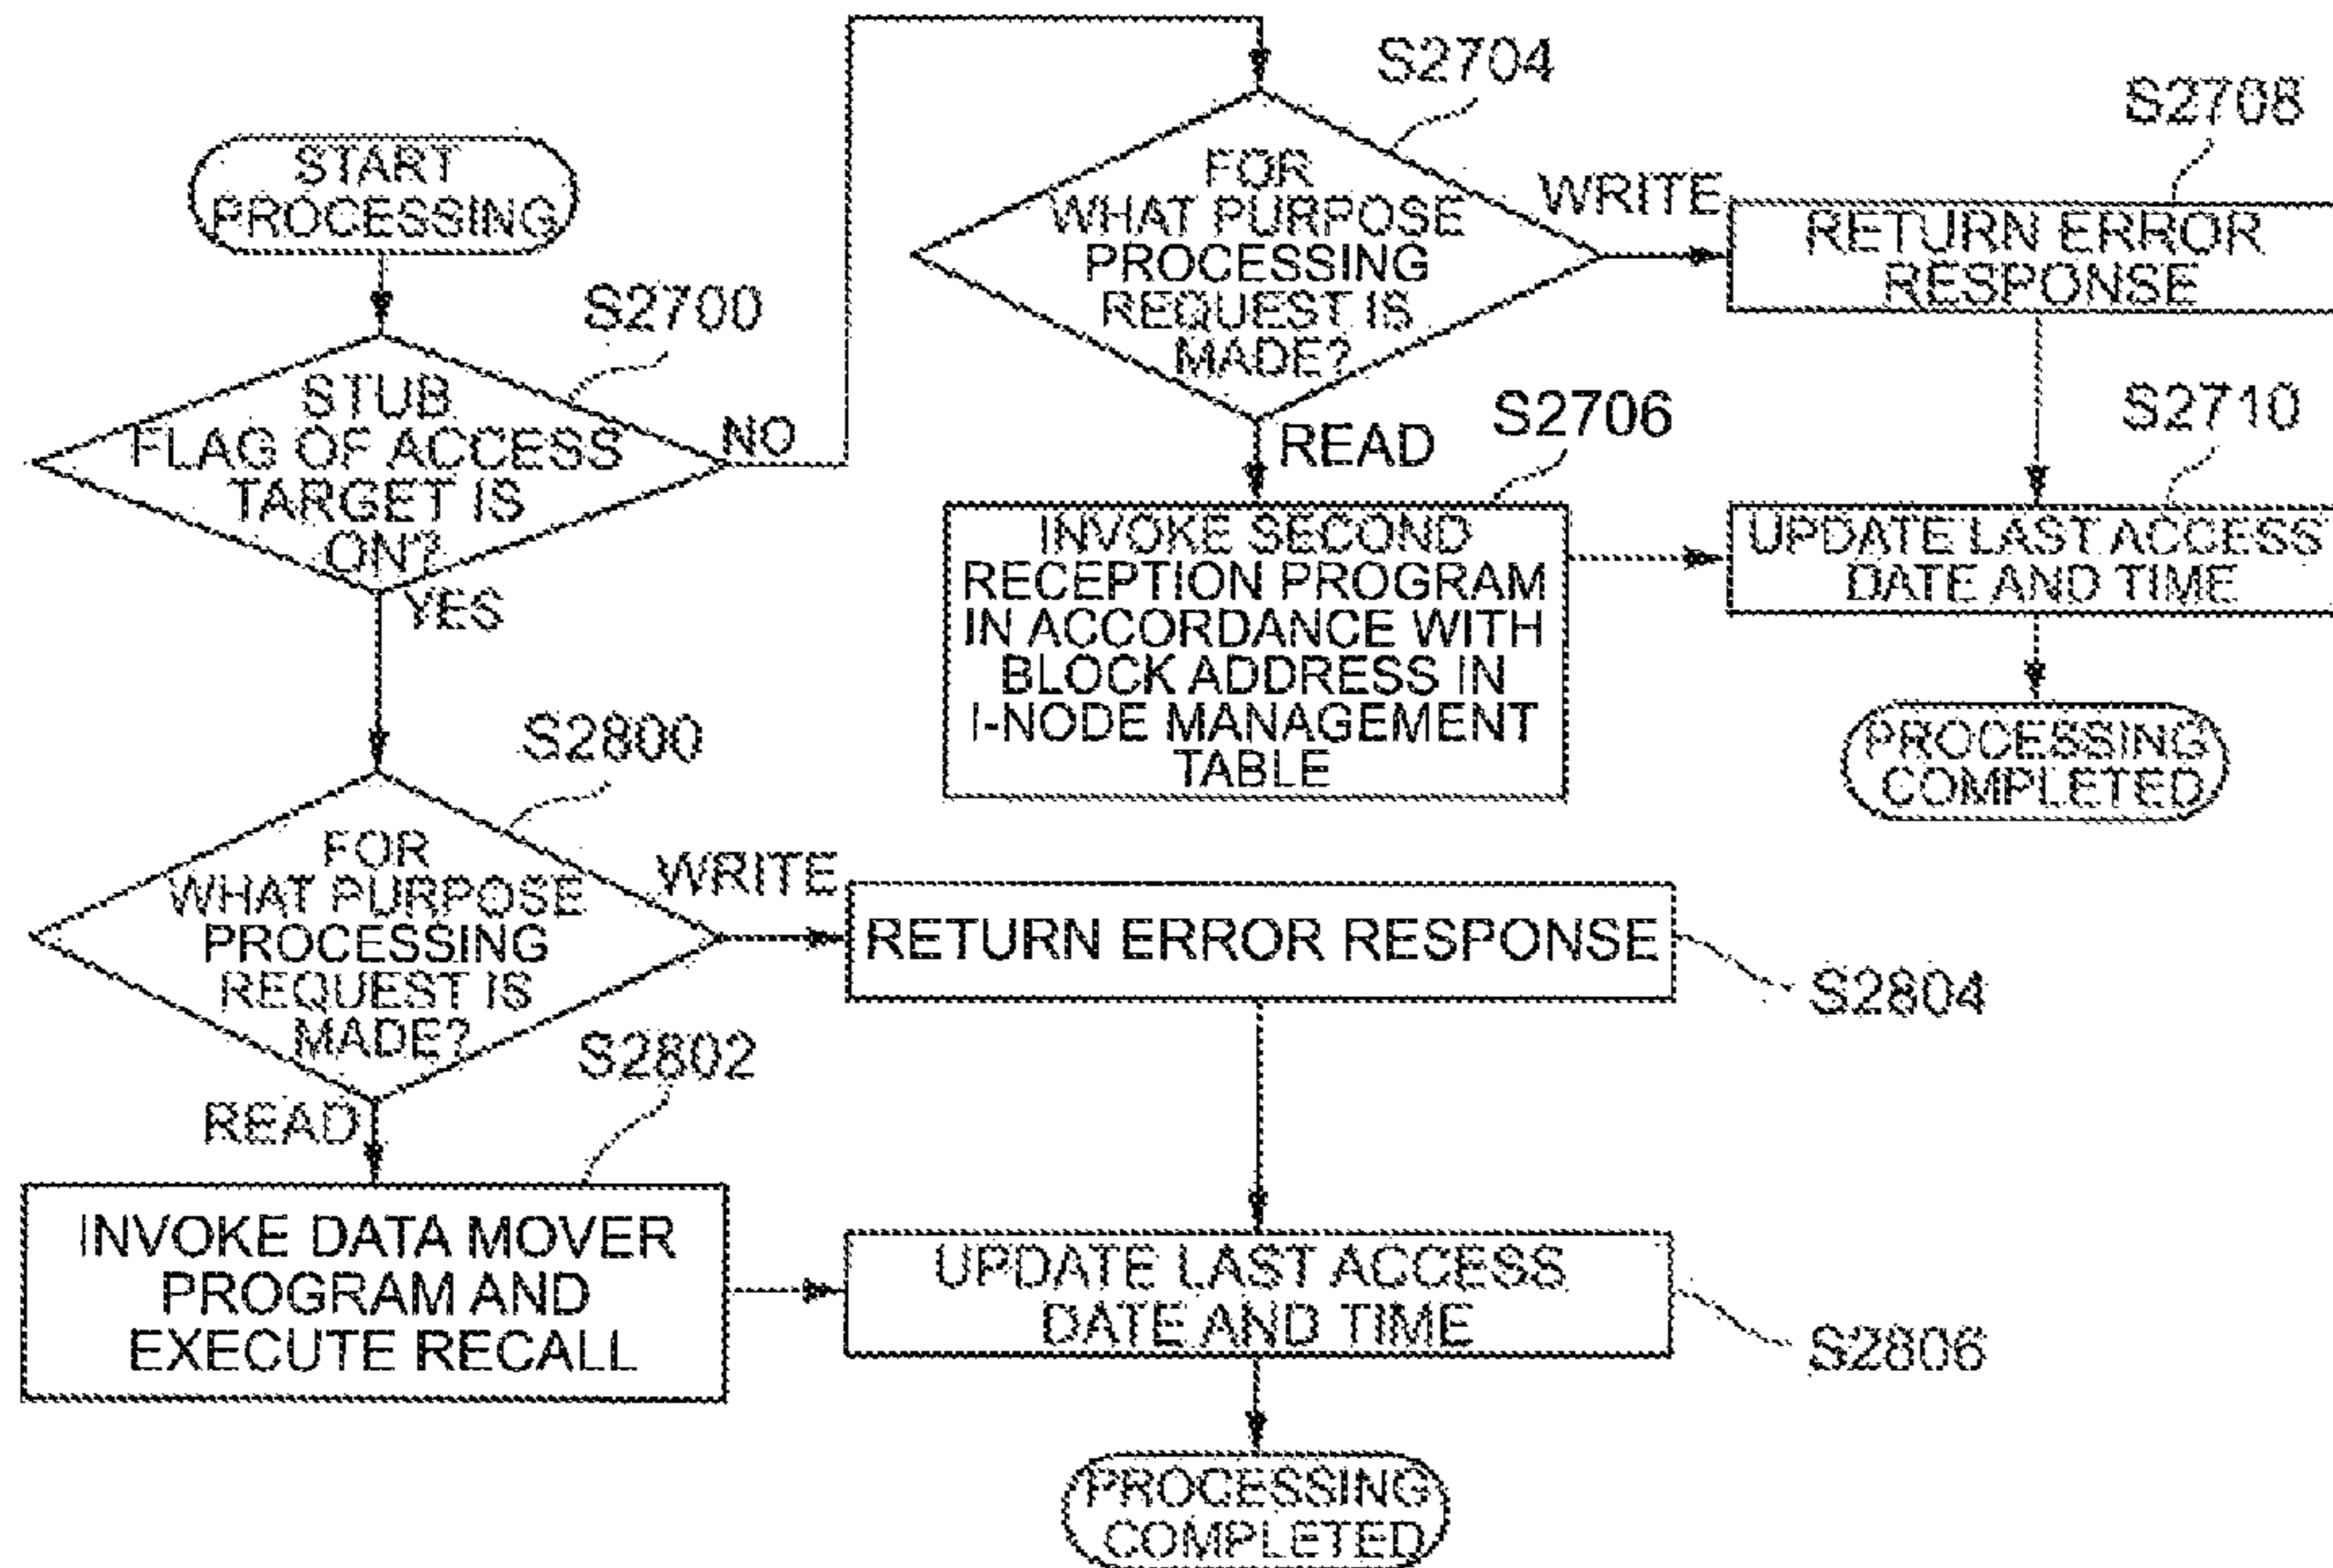 START
PROCESSING
S2700
STUB
FLAG OF ACCESS
TARGET IS
ON?
NO
YES
S2704
FOR
WHAT PURPOSE
PROCESSING
REQUEST IS
MADE?
WRITE
READ
S2708
RETURN ERROR
RESPONSE
S2706
INVOKE SECOND
RECEPTION PROGRAM
IN ACCORDANCE WITH
BLOCK ADDRESS IN
I-NODE MANAGEMENT
TABLE
S2710
UPDATE LAST ACCESS
DATE AND TIME
PROCESSING
COMPLETED
S2800
FOR
WHAT PURPOSE
PROCESSING
REQUEST IS
MADE?
WRITE
READ
RETURN ERROR RESPONSE
S2804
S2802
INVOKE DATA MOVER
PROGRAM AND
EXECUTE RECALL
UPDATE LAST ACCESS
DATE AND TIME
S2806
PROCESSING
COMPLETED